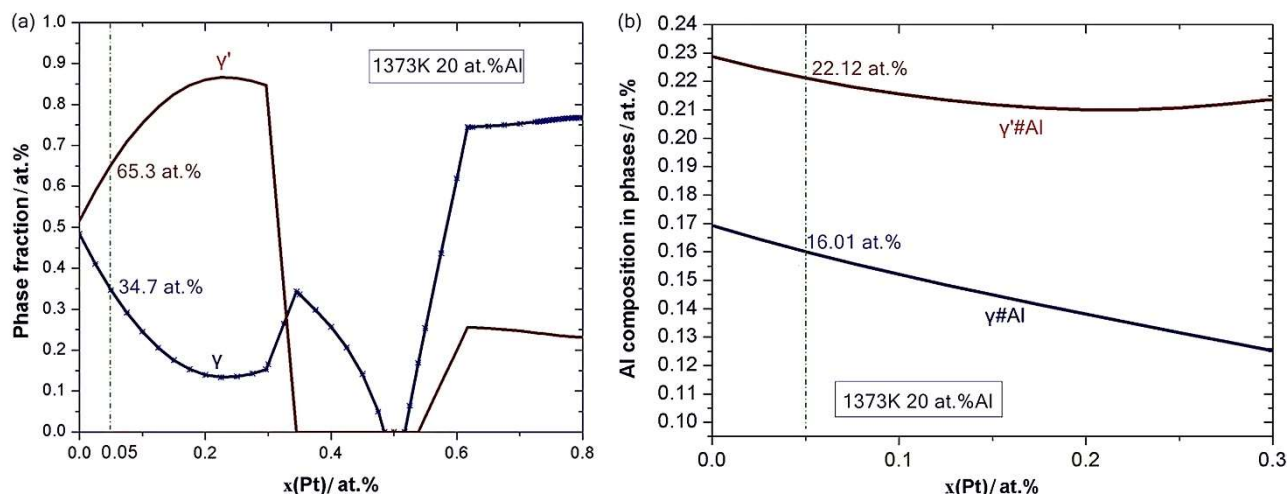 (a)
1.0
0.9
0.8
0.7
0.6
0.5
0.4
0.3
0.2
0.1
0.0
Phase fraction / at.%
γ'
1373K 20 at.%Al
65.3 at.%
34.7 at.%
γ
0.0 0.05 0.2 0.4 0.6 0.8
x(Pt)/ at.%
(b)
0.24
0.23
0.22
0.21
0.20
0.19
0.18
0.17
0.16
0.15
0.14
0.13
0.12
0.11
0.10
Al composition in phases / at.%
22.12 at.%
γ'#Al
16.01 at.%
γ#Al
1373K 20 at.%Al
0.0 0.1 0.2 0.3
x(Pt)/ at.%